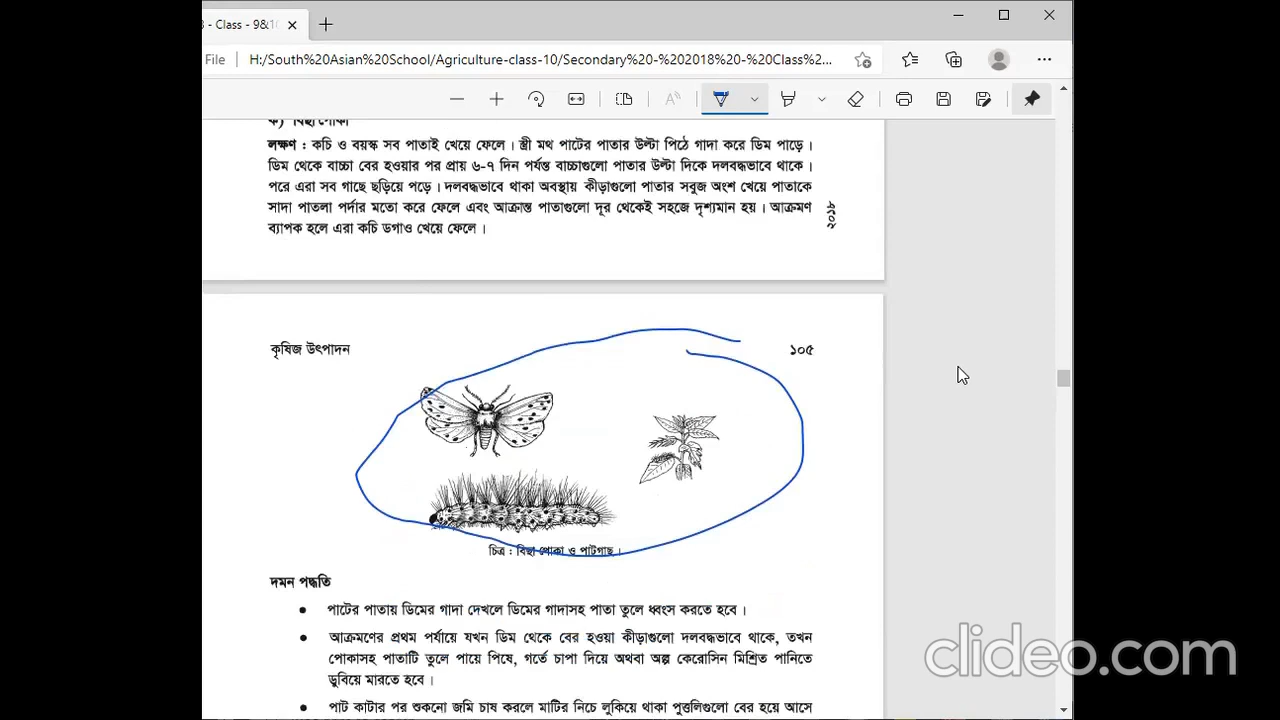 3 - Class - 9&1
File H:/South%20Asian%20School/Agriculture-class-10/Secondary%20-%202018%20-%20Class%2...
ক) বিছা পোকা
লক্ষণ : কচি ও বয়স্ক সব পাতাই খেয়ে ফেলে। স্ত্রী মথ পাটের পাতার উল্টা পিঠে গাদা করে ডিম পাড়ে।
ডিম থেকে বাচ্চা বের হওয়ার পর প্রায় ৬-৭ দিন পর্যন্ত বাচ্চাগুলো পাতার উল্টা দিকে দলবদ্ধভাবে থাকে।
পরে এরা সব গাছে ছড়িয়ে পড়ে। দলবদ্ধভাবে থাকা অবস্থায় কীড়াগুলো পাতার সবুজ অংশ খেয়ে পাতাকে
সাদা পাতলা পর্দার মতো করে ফেলে এবং আক্রান্ত পাতাগুলো দূর থেকেই সহজে দৃশ্যমান হয়। আক্রমণ
ব্যাপক হলে এরা কচি ডগাও খেয়ে ফেলে।
২০১৮
কৃষিজ উৎপাদন ১০৫
চিত্র : বিছা পোকা ও পাটগাছ।
দমন পদ্ধতি
• পাটের পাতায় ডিমের গাদা দেখলে ডিমের গাদাসহ পাতা তুলে ধ্বংস করতে হবে।
• আক্রমণের প্রথম পর্যায়ে যখন ডিম থেকে বের হওয়া কীড়াগুলো দলবদ্ধভাবে থাকে, তখন
পোকাসহ পাতাটি তুলে পায়ে পিষে, গর্তে চাপা দিয়ে অথবা অল্প কেরোসিন মিশ্রিত পানিতে
ডুবিয়ে মারতে হবে।
• পাট কাটার পর শুকনো জমি চাষ করলে মাটির নিচে লুকিয়ে থাকা পুত্তলিগুলো বের হয়ে আসে
clideo.com